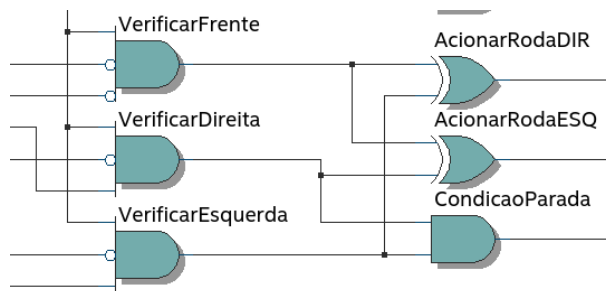 VerificarFrente
AcionarRodaDIR
VerificarDireita
AcionarRodaESQ
VerificarEsquerda
CondicaoParada